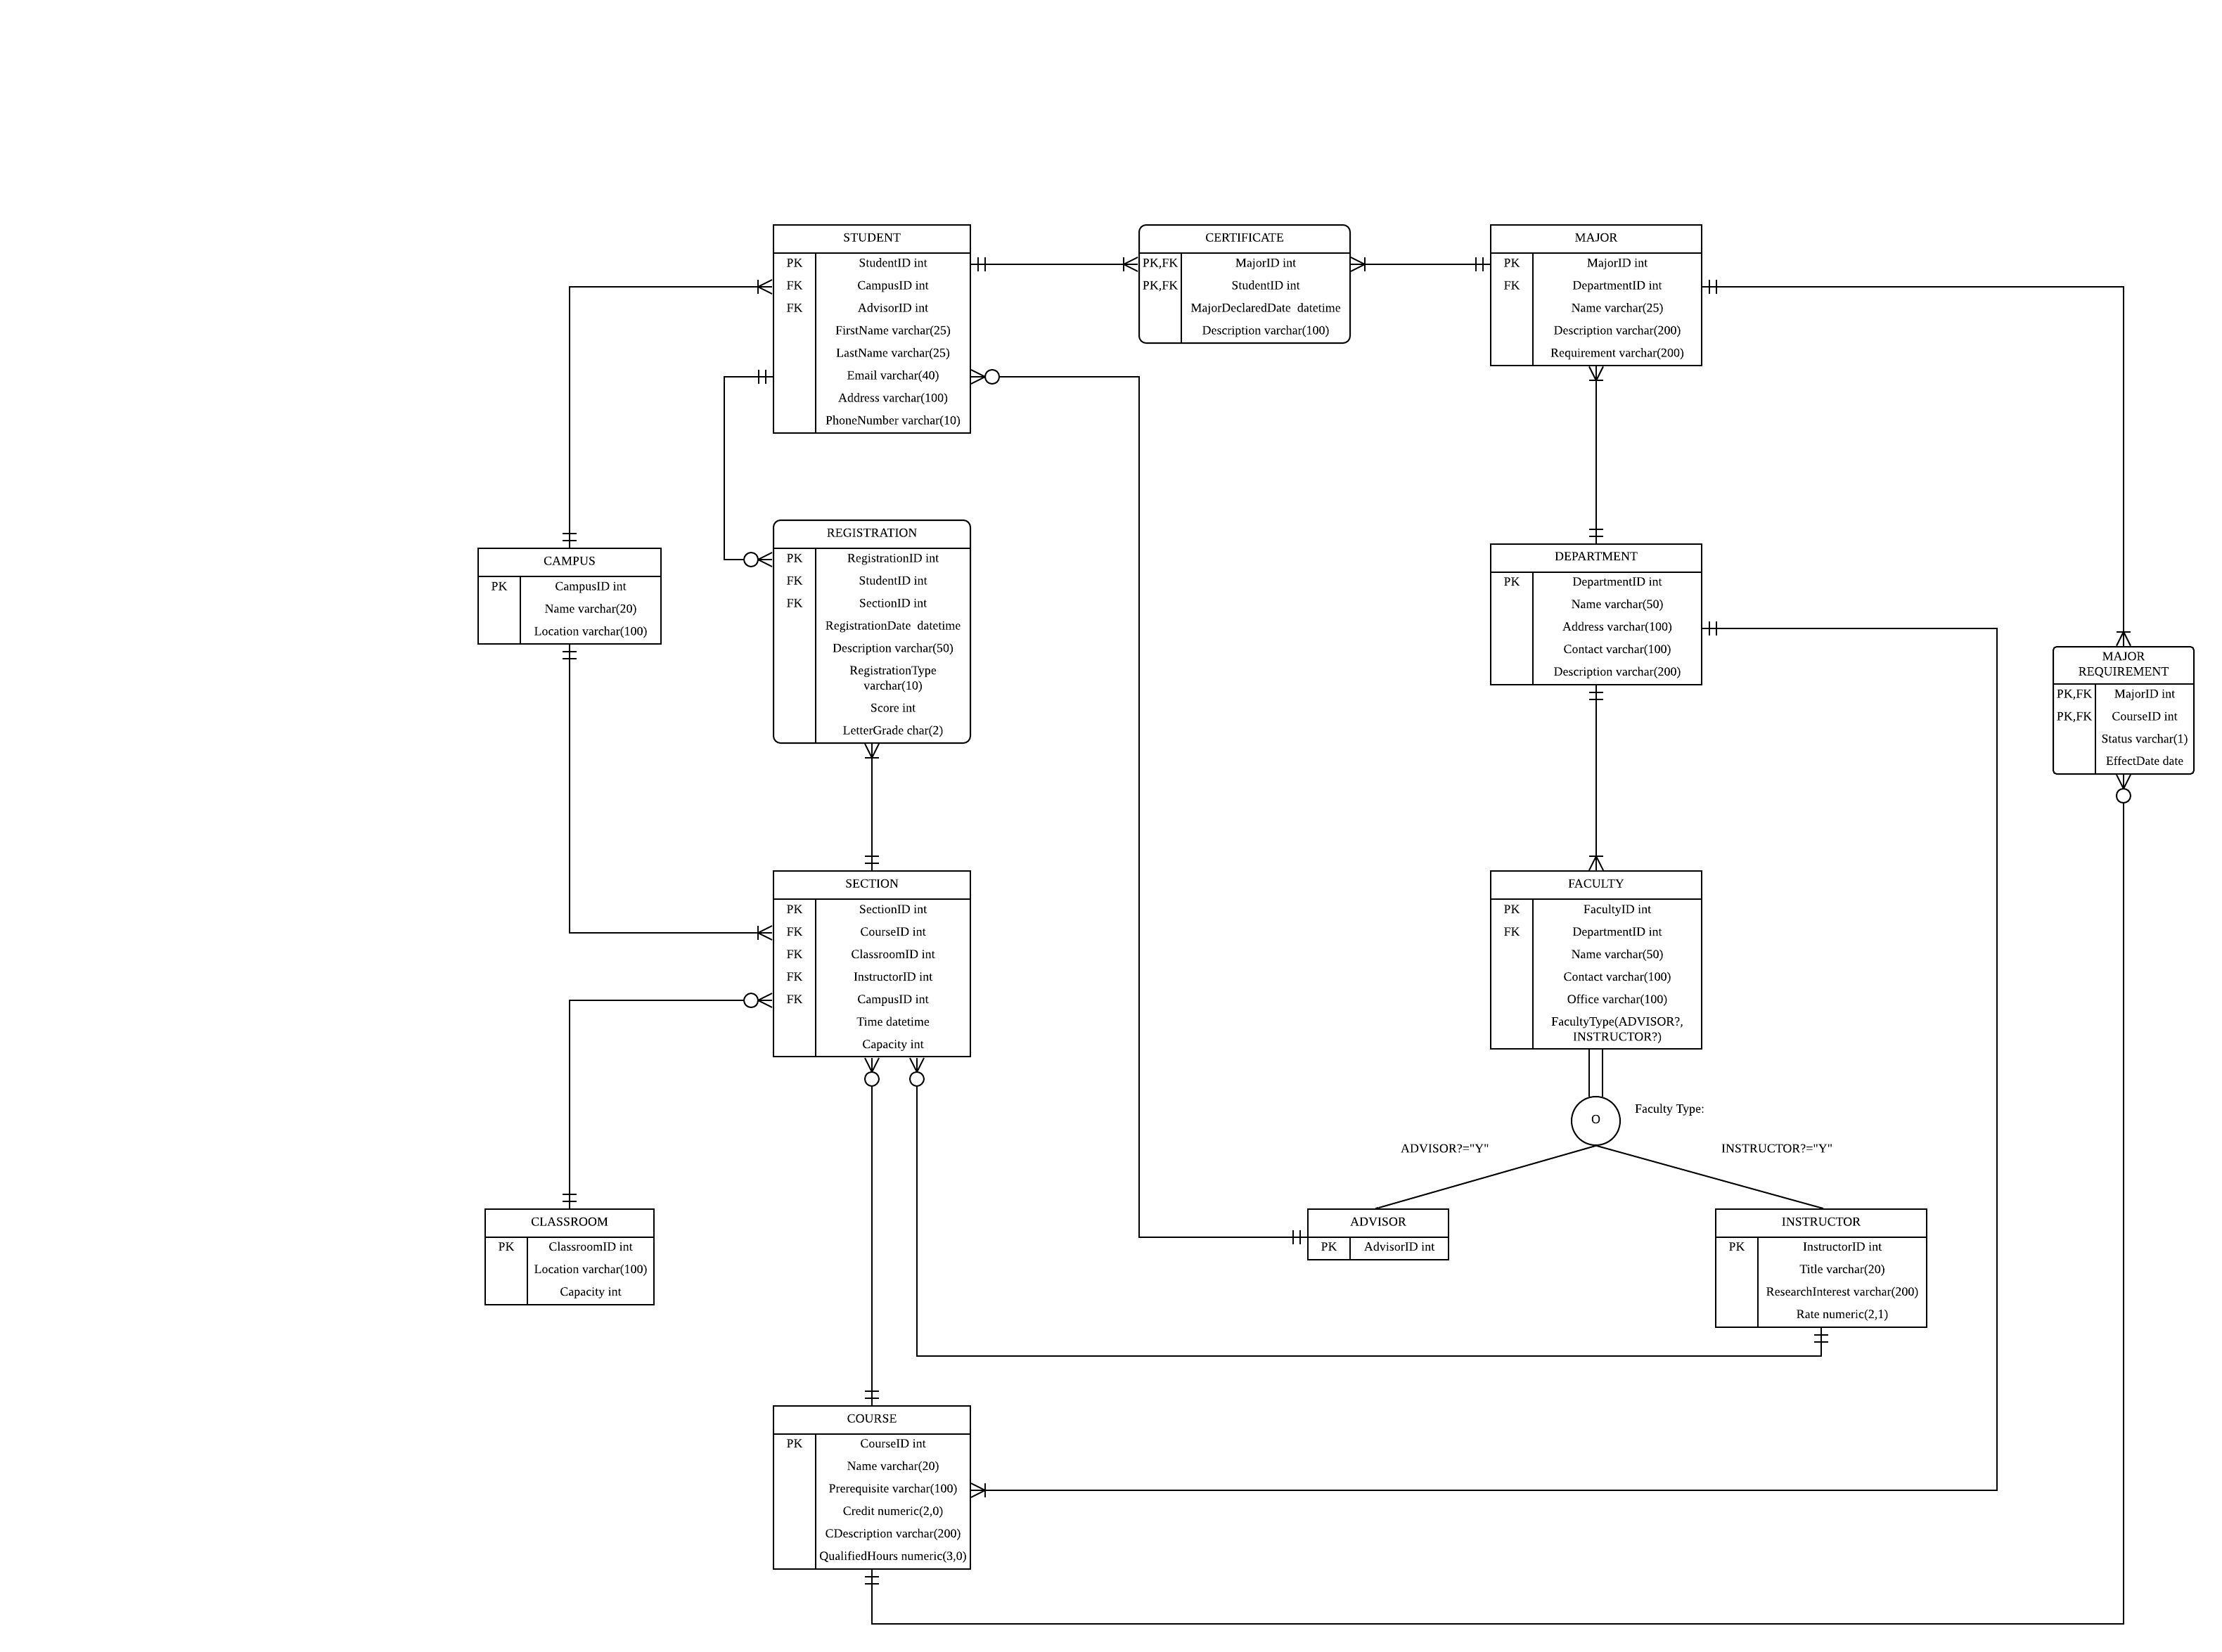 STUDENT
PK StudentID int
FK CampusID int
FK AdvisorID int
FirstName varchar(25)
LastName varchar(25)
Email varchar(40)
Address varchar(100)
PhoneNumber varchar(10)
CERTIFICATE
PK,FK MajorID int
PK,FK StudentID int
MajorDeclaredDate  datetime
Description varchar(100)
MAJOR
PK MajorID int
FK DepartmentID int
Name varchar(25)
Description varchar(200)
Requirement varchar(200)
CAMPUS
PK CampusID int
Name varchar(20)
Location varchar(100)
REGISTRATION
PK RegistrationID int
FK StudentID int
FK SectionID int
RegistrationDate  datetime
Description varchar(50)
RegistrationType
varchar(10)
Score int
LetterGrade char(2)
DEPARTMENT
PK DepartmentID int
Name varchar(50)
Address varchar(100)
Contact varchar(100)
Description varchar(200)
MAJOR
REQUIREMENT
PK,FK MajorID int
PK,FK CourseID int
Status varchar(1)
EffectDate date
SECTION
PK SectionID int
FK CourseID int
FK ClassroomID int
FK InstructorID int
FK CampusID int
Time datetime
Capacity int
FACULTY
PK FacultyID int
FK DepartmentID int
Name varchar(50)
Contact varchar(100)
Office varchar(100)
FacultyType(ADVISOR?,
INSTRUCTOR?)
O
Faculty Type:
ADVISOR?="Y"
INSTRUCTOR?="Y"
CLASSROOM
PK ClassroomID int
Location varchar(100)
Capacity int
ADVISOR
PK AdvisorID int
INSTRUCTOR
PK InstructorID int
Title varchar(20)
ResearchInterest varchar(200)
Rate numeric(2,1)
COURSE
PK CourseID int
Name varchar(20)
Prerequisite varchar(100)
Credit numeric(2,0)
CDescription varchar(200)
QualifiedHours numeric(3,0)